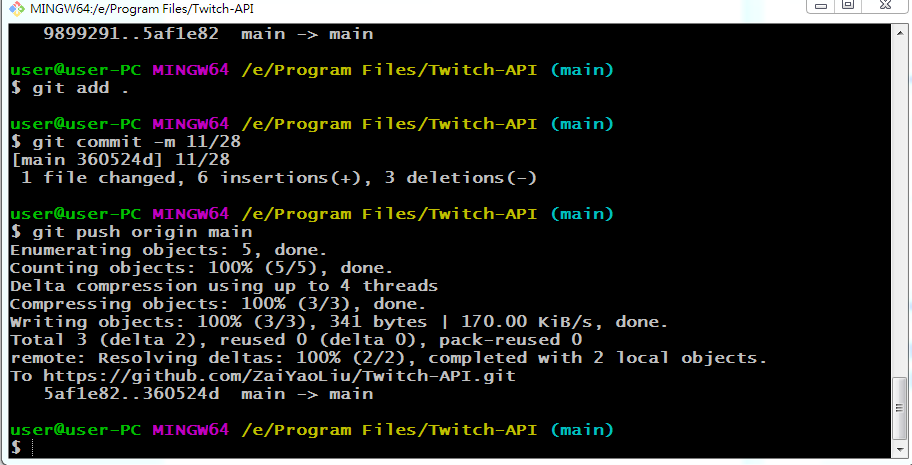 MINGW64:/e/Program Files/Twitch-API
   9899291..5af1e82  main -> main
user@user-PC MINGW64 /e/Program Files/Twitch-API (main)
$ git add .
user@user-PC MINGW64 /e/Program Files/Twitch-API (main)
$ git commit -m 11/28
[main 360524d] 11/28
 1 file changed, 6 insertions(+), 3 deletions(-)
user@user-PC MINGW64 /e/Program Files/Twitch-API (main)
$ git push origin main
Enumerating objects: 5, done.
Counting objects: 100% (5/5), done.
Delta compression using up to 4 threads
Compressing objects: 100% (3/3), done.
Writing objects: 100% (3/3), 341 bytes | 170.00 KiB/s, done.
Total 3 (delta 2), reused 0 (delta 0), pack-reused 0
remote: Resolving deltas: 100% (2/2), completed with 2 local objects.
To https://github.com/ZaiYaoLiu/Twitch-API.git
   5af1e82..360524d  main -> main
user@user-PC MINGW64 /e/Program Files/Twitch-API (main)
$